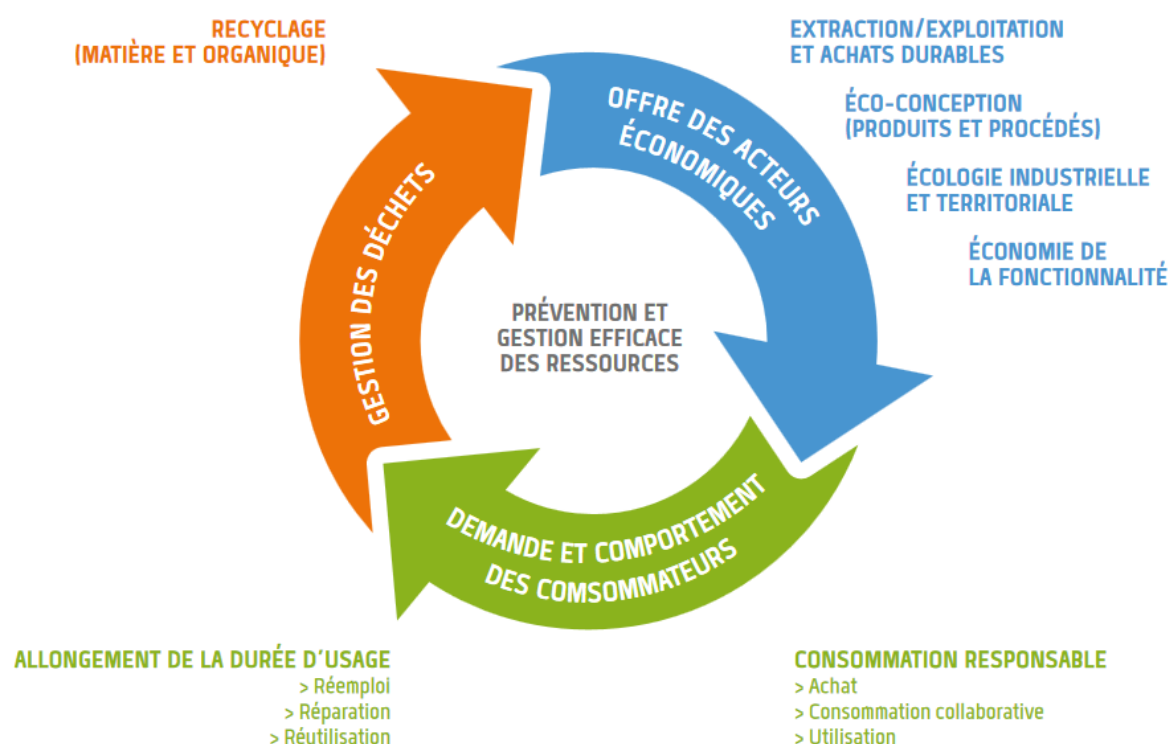 RECYCLAGE
(MATIÈRE ET ORGANIQUE)
EXTRACTION/EXPLOITATION
ET ACHATS DURABLES
ÉCO-CONCEPTION
(PRODUITS ET PROCÉDÉS)
ÉCOLOGIE INDUSTRIELLE
ET TERRITORIALE
ÉCONOMIE DE
LA FONCTIONNALITÉ
OFFRE DES ACTEURS
ÉCONOMIQUES
GESTION DES DÉCHETS
PRÉVENTION ET
GESTION EFFICACE
DES RESSOURCES
DEMANDE ET COMPORTEMENT
DES COMSOMMATEURS
ALLONGEMENT DE LA DURÉE D'USAGE
> Réemploi
> Réparation
> Réutilisation
CONSOMMATION RESPONSABLE
> Achat
> Consommation collaborative
> Utilisation